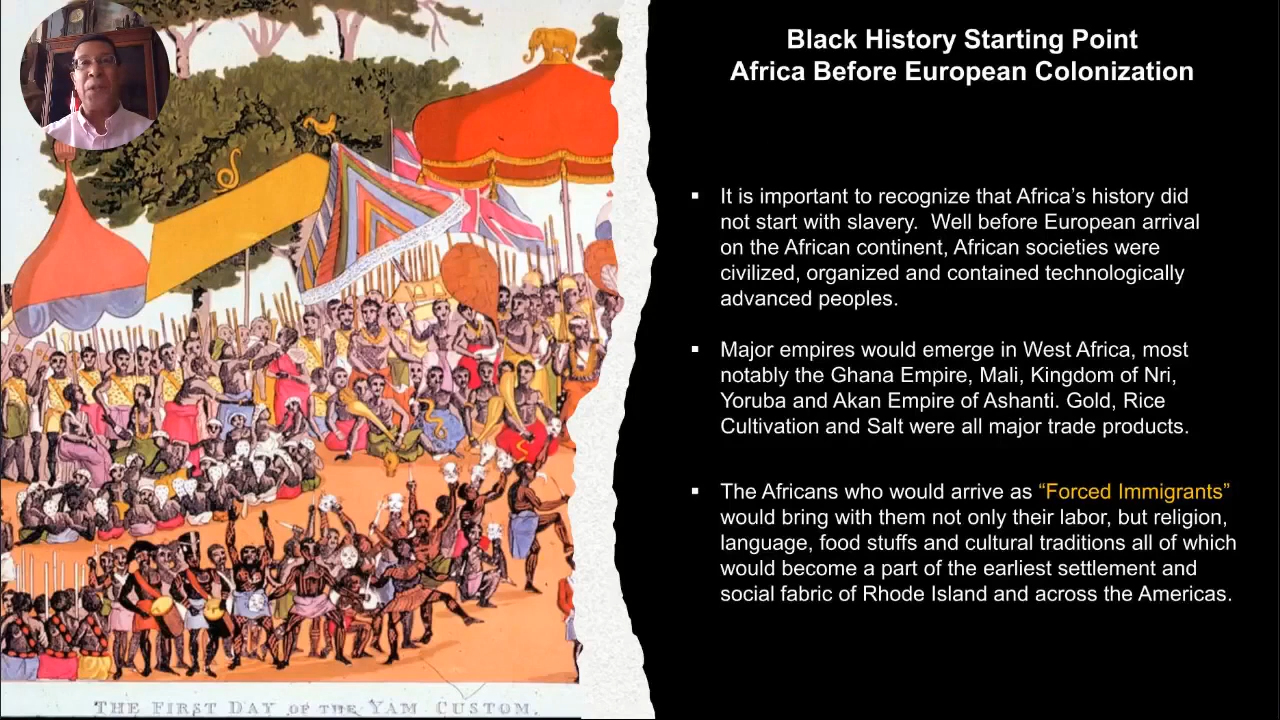 Black History Starting Point
Africa Before European Colonization
▪ It is important to recognize that Africa’s history did
not start with slavery.  Well before European arrival
on the African continent, African societies were
civilized, organized and contained technologically
advanced peoples.
▪ Major empires would emerge in West Africa, most
notably the Ghana Empire, Mali, Kingdom of Nri,
Yoruba and Akan Empire of Ashanti. Gold, Rice
Cultivation and Salt were all major trade products.
▪ The Africans who would arrive as “Forced Immigrants”
would bring with them not only their labor, but religion,
language, food stuffs and cultural traditions all of which
would become a part of the earliest settlement and
social fabric of Rhode Island and across the Americas.
THE FIRST DAY OF THE YAM CUSTOM.